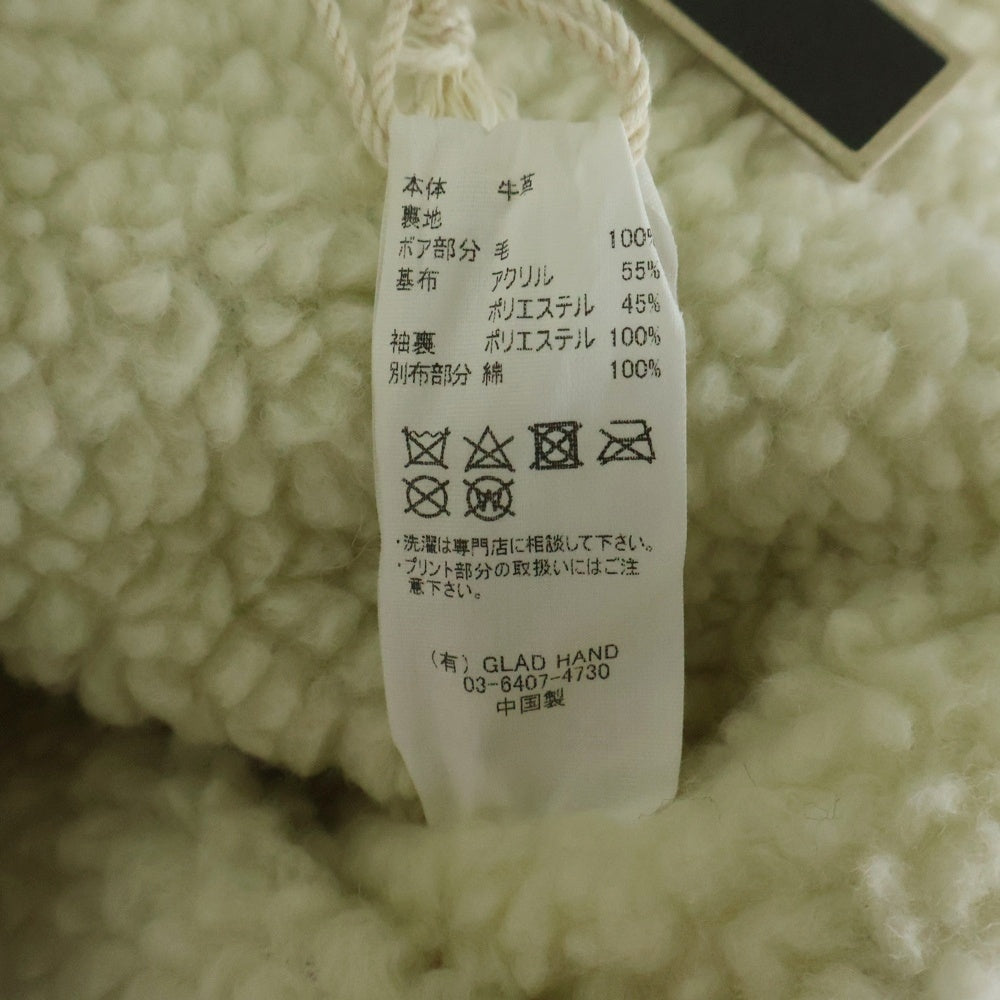 本体 牛革
裏地
ボア部分 毛 100%
基布 アクリル 55%
ポリエステル 45%
袖裏 ポリエステル 100%
別布部分 綿 100%
・洗濯は専門店に相談して下さい。
・プリント部分の取扱いにはご注
意下さい。
(有) GLAD HAND
03-6407-4730
中国製